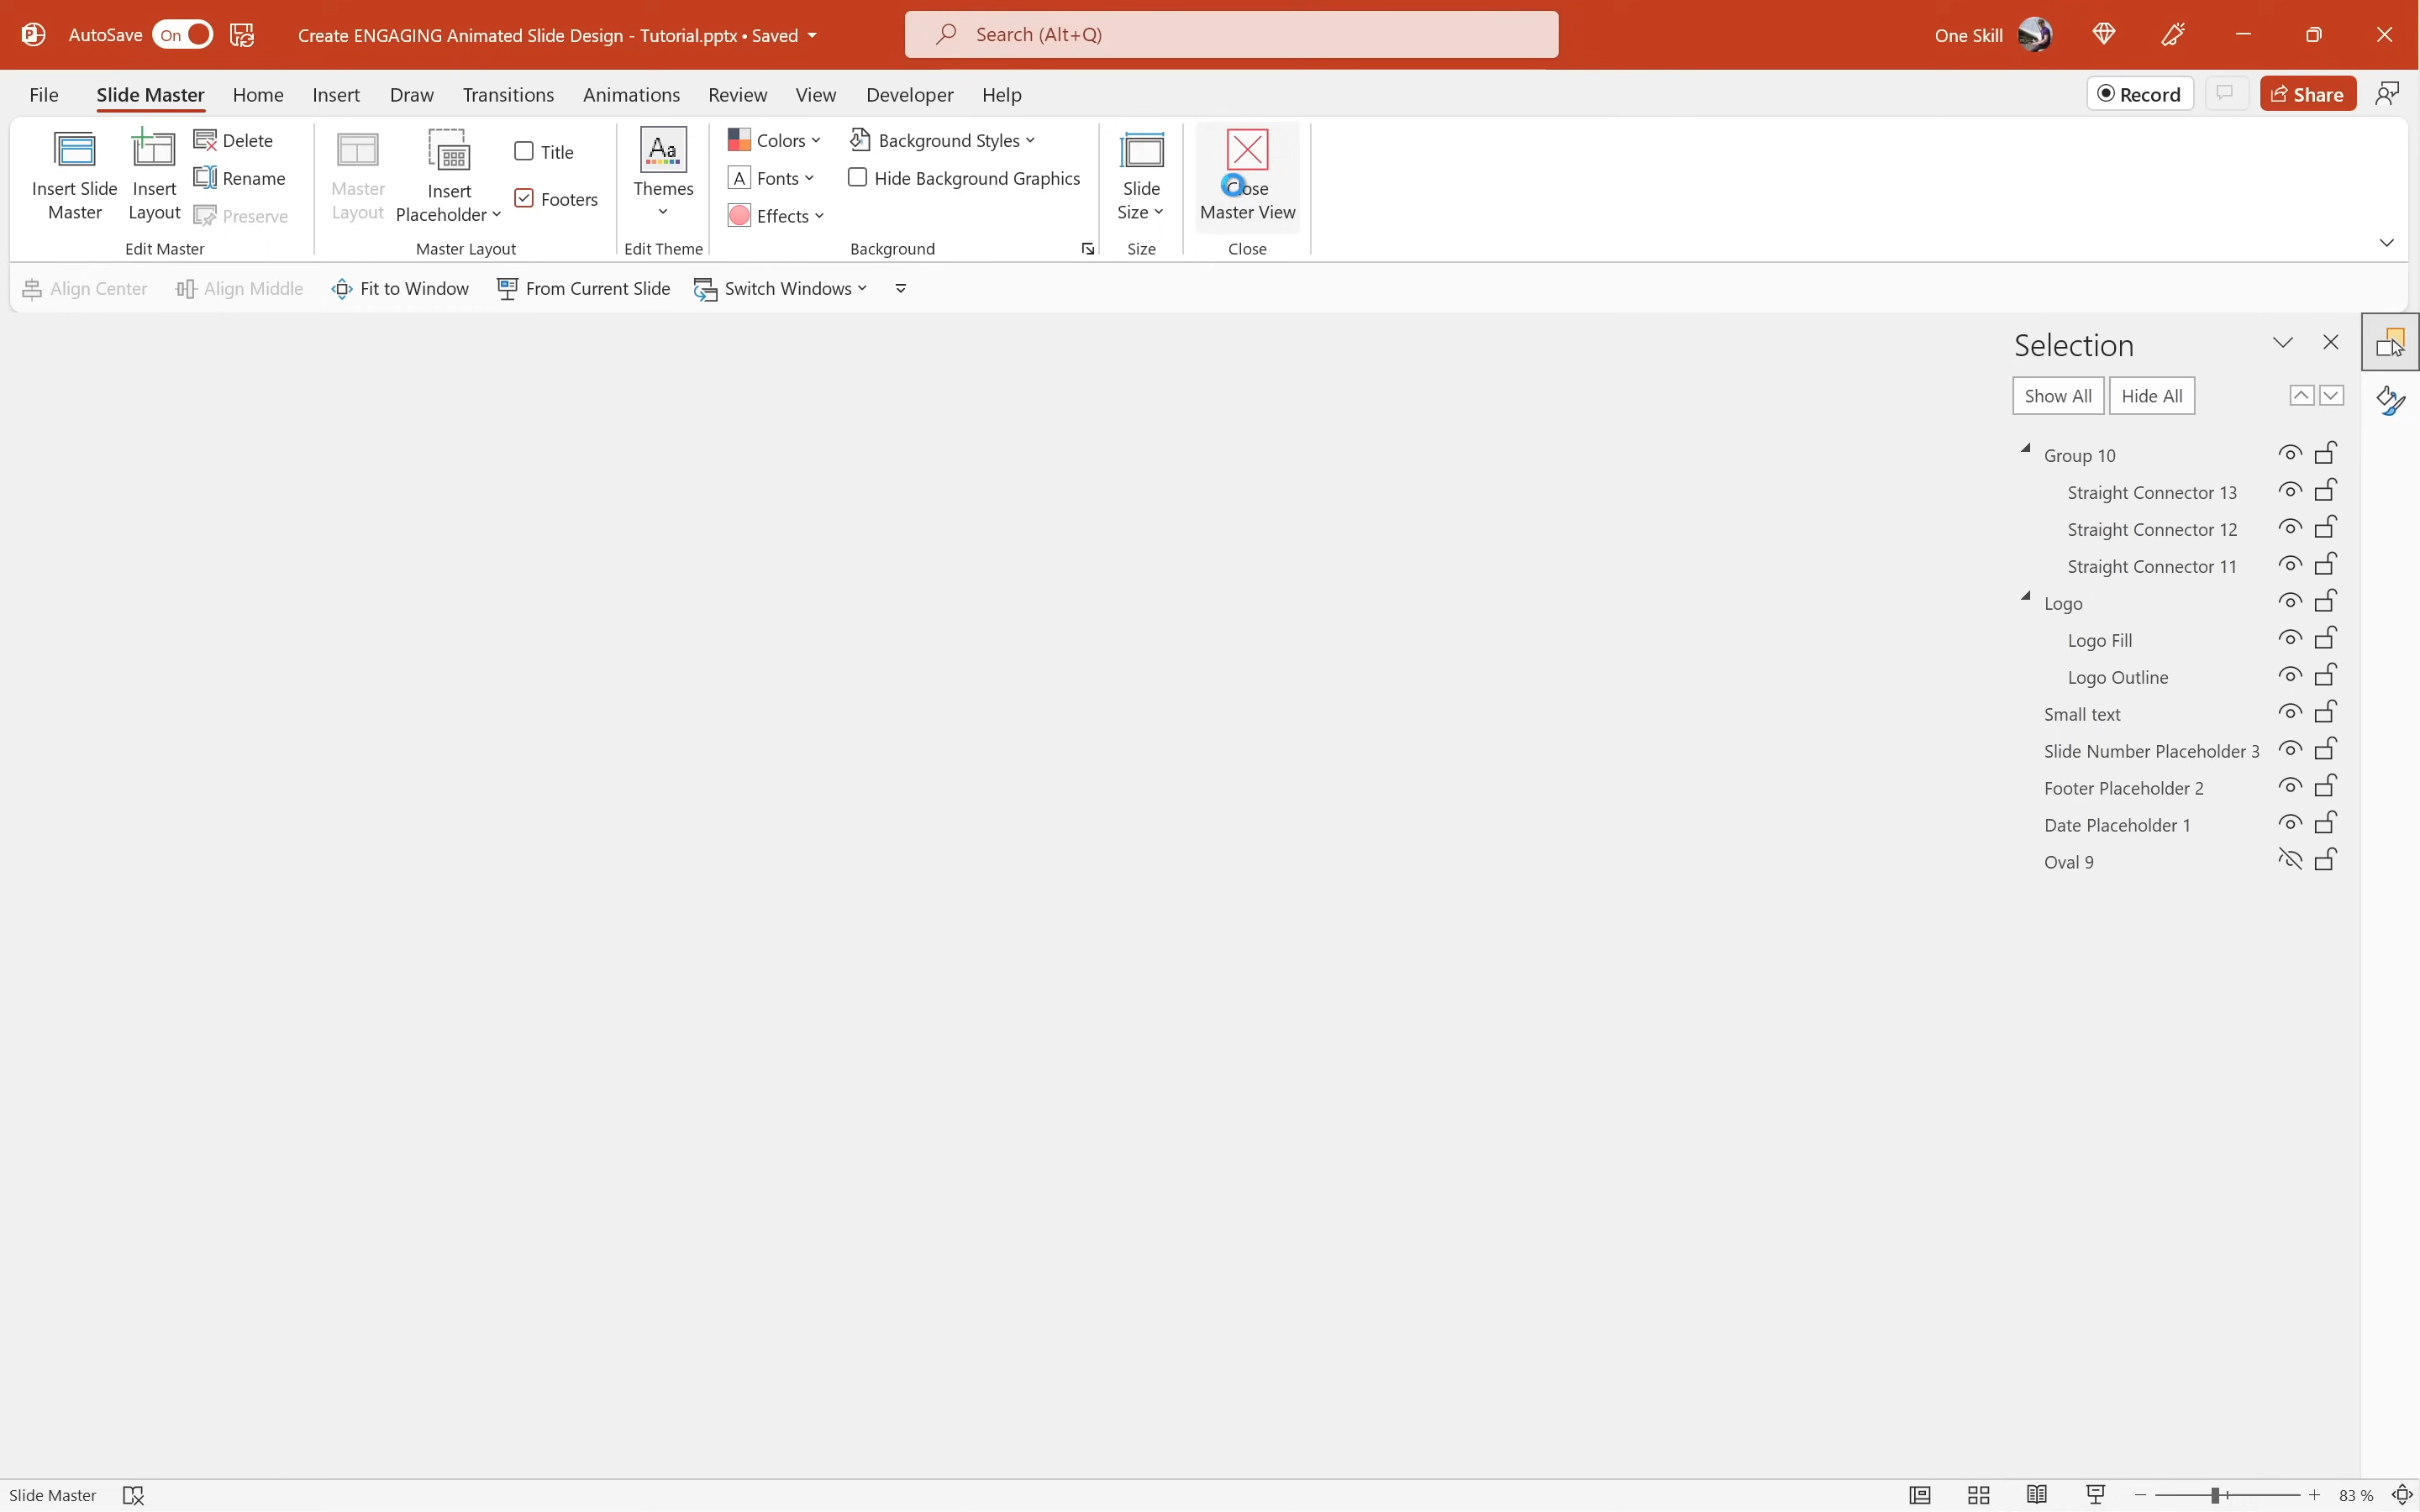 AutoSave On Create ENGAGING Animated Slide Design - Tutorial.pptx • Saved Search (Alt+Q) One Skill
File Slide Master Home Insert Draw Transitions Animations Review View Developer Help Record Share
Insert Slide Master
Insert Layout
Delete
Rename
Preserve
Edit Master
Master Layout
Insert Placeholder
Title
Footers
Master Layout
Aa
Themes
Edit Theme
Colors
A Fonts
Effects
Background Styles
Hide Background Graphics
Background
Slide Size
Size
Close Master View
Close
Align Center Align Middle Fit to Window From Current Slide Switch Windows
Selection
Show All Hide All
Group 10
Straight Connector 13
Straight Connector 12
Straight Connector 11
Logo
Logo Fill
Logo Outline
Small text
Slide Number Placeholder 3
Footer Placeholder 2
Date Placeholder 1
Oval 9
Slide Master 83 %